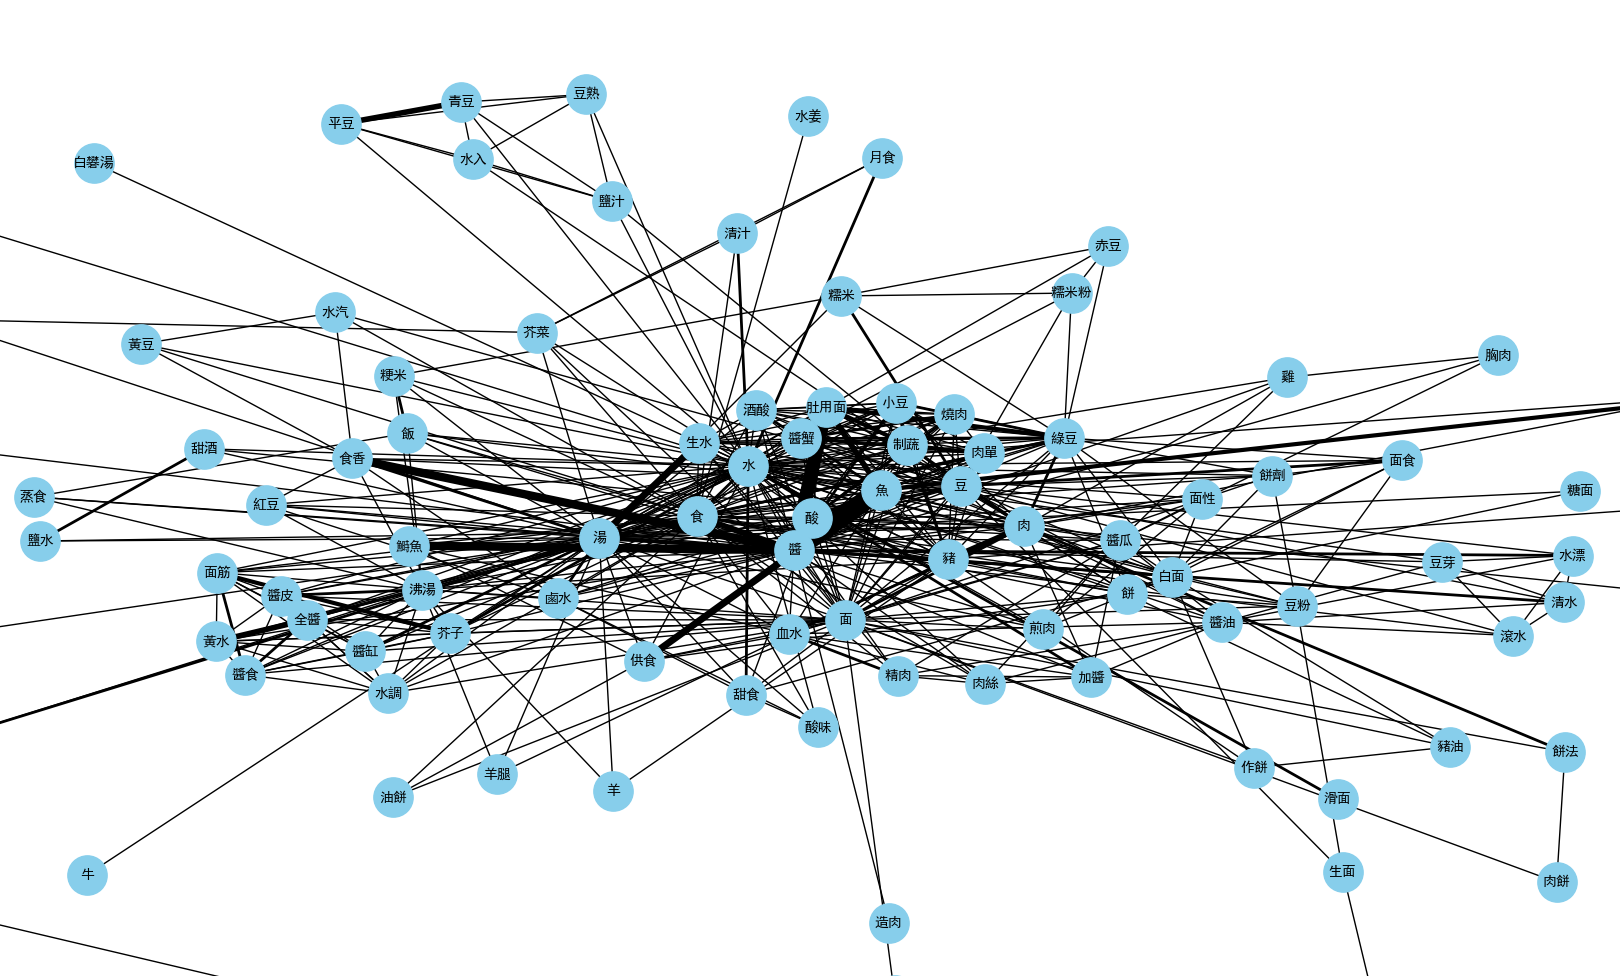 豆熟
青豆
水姜
平豆
水入
月食
白礬湯
鹽汁
清汁
赤豆
糯米粉
糯米
水汽
芥菜
黃豆
胸肉
粳米
雞
小豆
肚用面
酒酸
燒肉
飯
醬蟹
綠豆
生水
制蔬
甜酒
肉單
食香
面食
水
餅劑
豆
魚
糖面
蒸食
面性
紅豆
食
酸
肉
湯
鹽水
醬瓜
鰣魚
醬
水漂
豬
豆芽
面筋
白面
沸湯
餅
醬皮
鹵水
清水
豆粉
全醬
面
醬油
煎肉
芥子
血水
滾水
黃水
醬缸
供食
醬食
精肉
加醬
肉絲
水調
甜食
酸味
豬油
餅法
作餅
羊腿
羊
油餅
滑面
生面
牛
肉餅
造肉